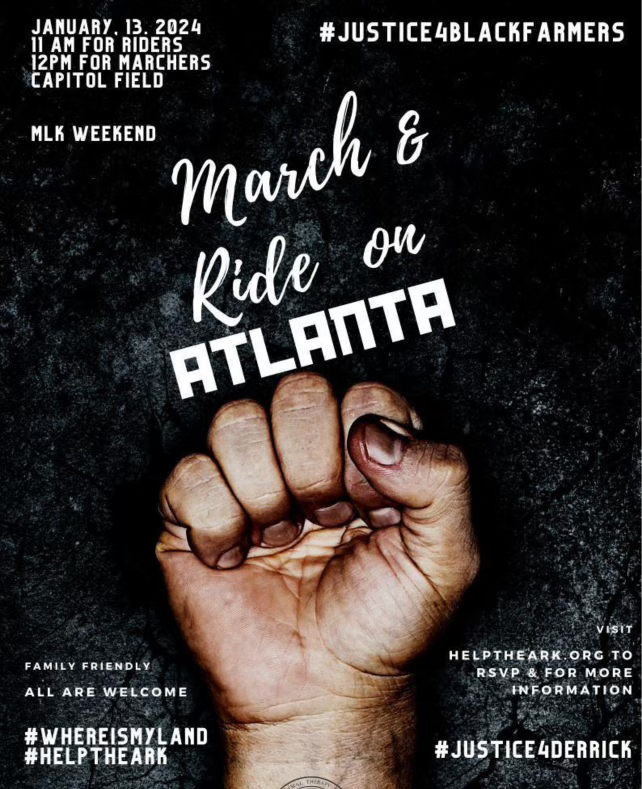 JANUARY, 13, 2024
11 AM FOR RIDERS
12PM FOR MARCHERS
CAPITOL FIELD
MLK WEEKEND
#JUSTICE4BLACKFARMERS
March &
Ride on
ATLANTA
FAMILY FRIENDLY
ALL ARE WELCOME
#WHEREISMYLAND
#HELPTHEARK
VISIT
HELPTHEARK.ORG TO
RSVP & FOR MORE
INFORMATION
#JUSTICE4DERRICK